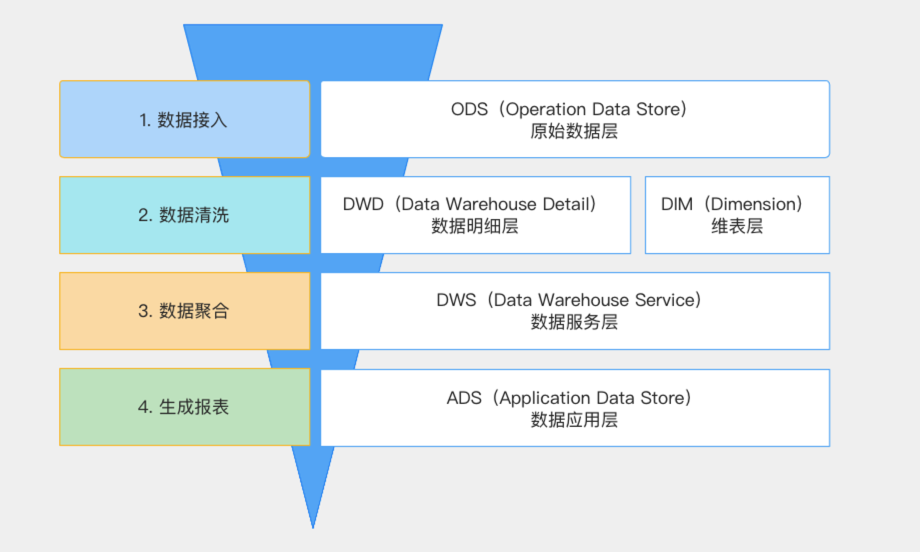 1. 数据接入
ODS（Operation Data Store）
原始数据层
2. 数据清洗
DWD（Data Warehouse Detail）
数据明细层
DIM（Dimension）
维表层
3. 数据聚合
DWS（Data Warehouse Service）
数据服务层
4. 生成报表
ADS（Application Data Store）
数据应用层